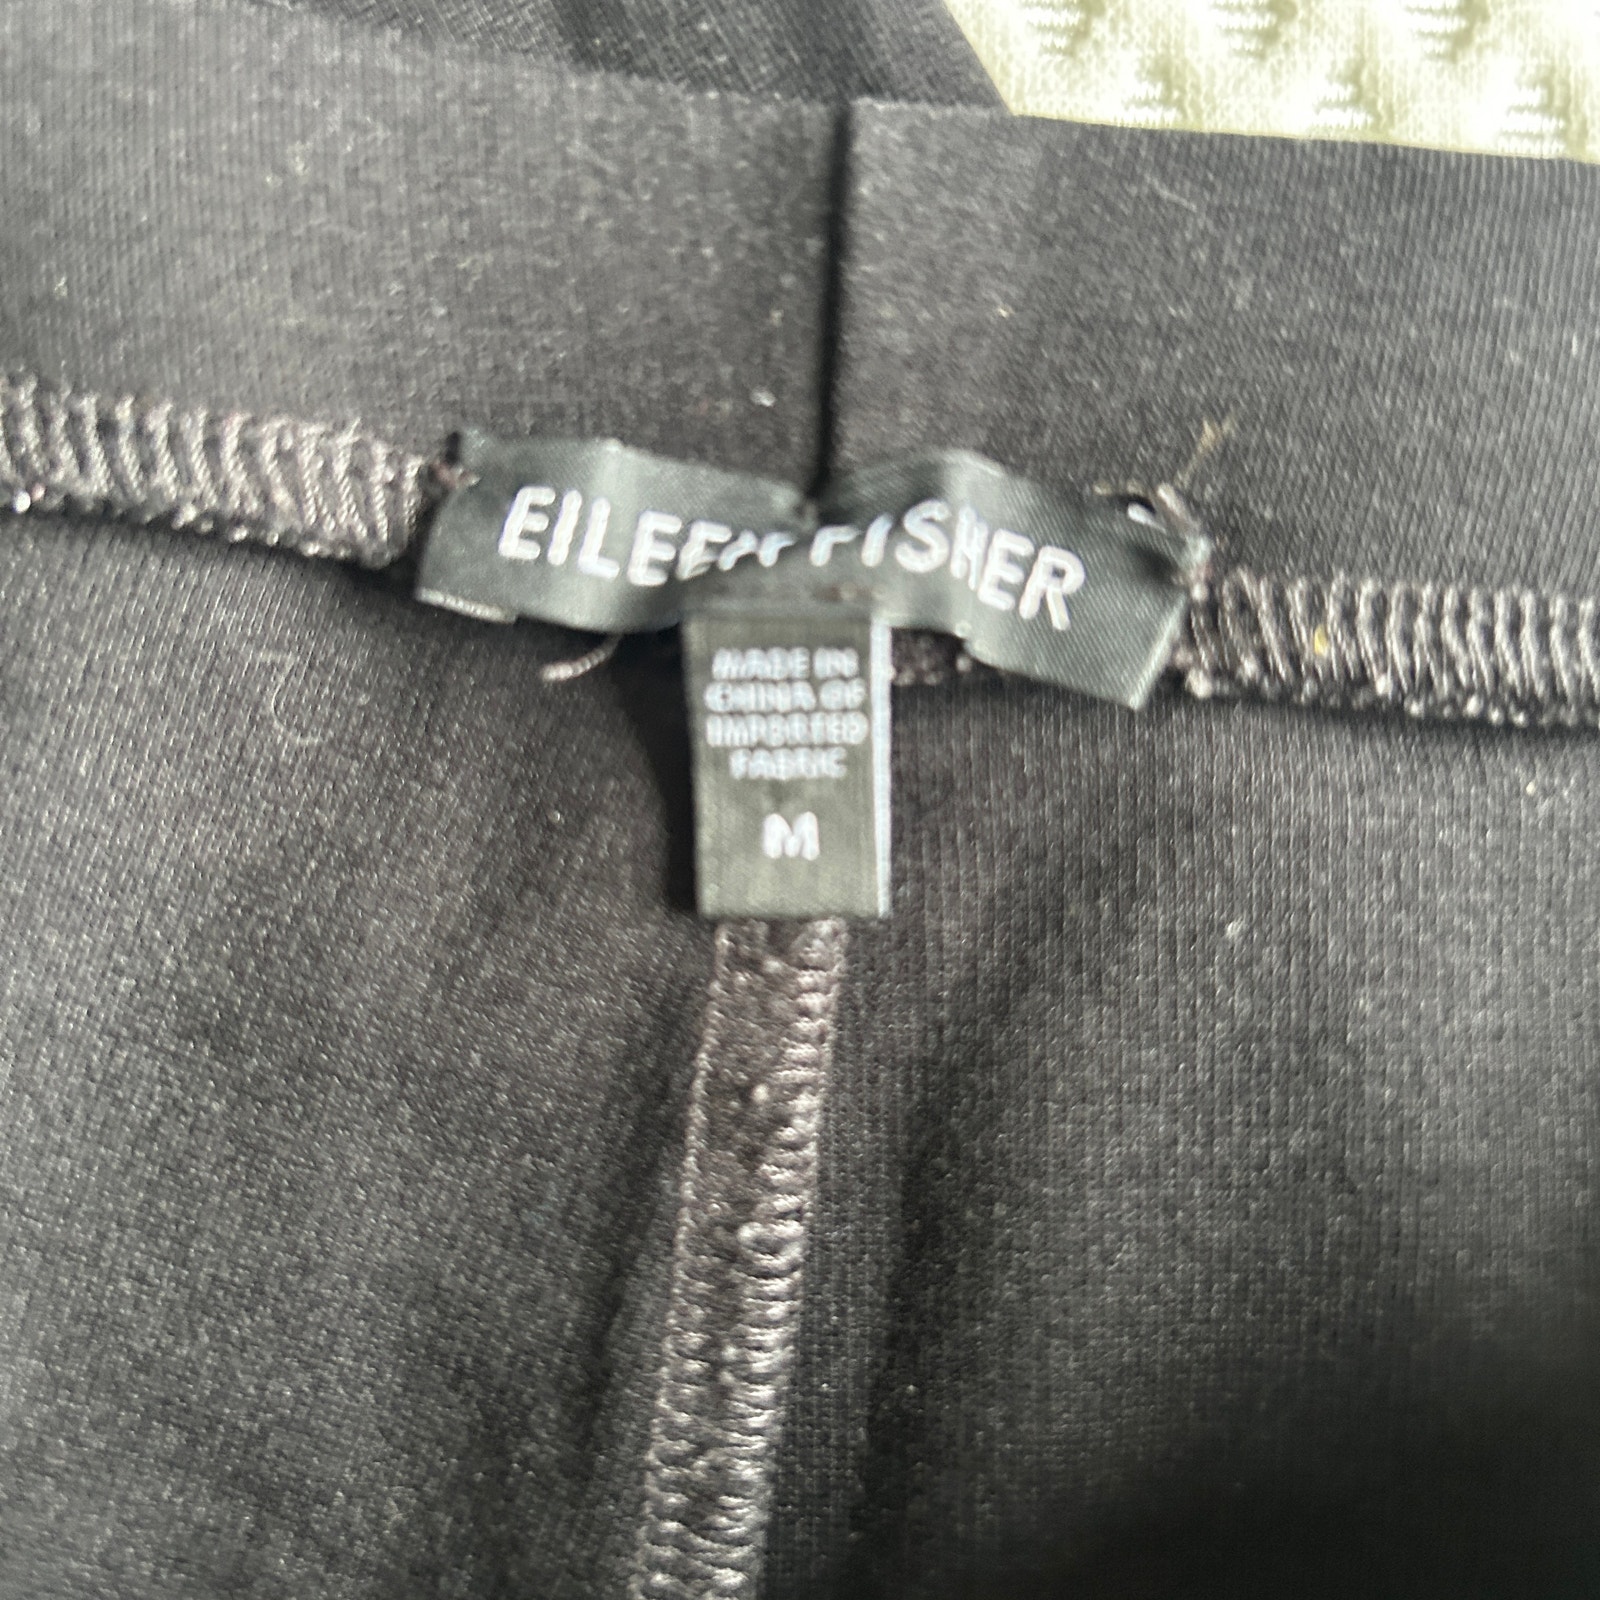 EILEEN FISHER
MADE IN
CHINA OF
IMPORTED
FABRIC
M